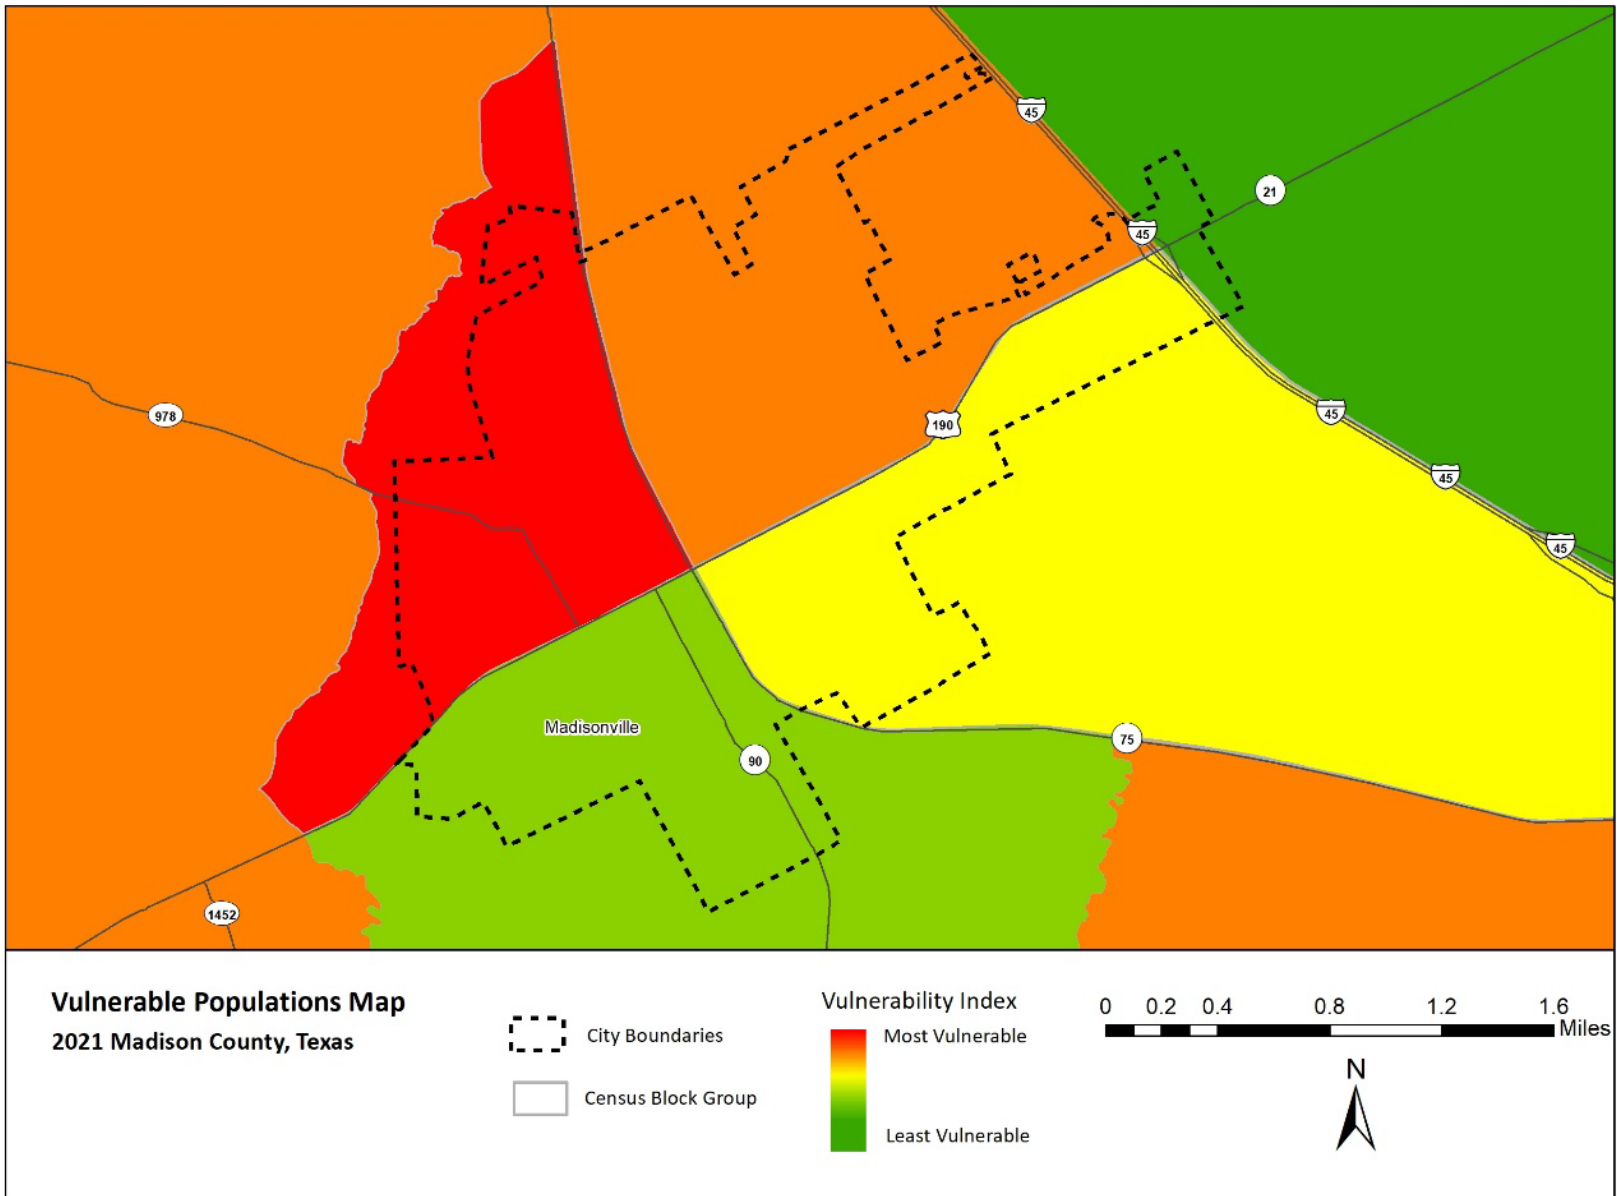 45
21
45
978
190
45
45
45
Madisonville
75
90
1452
Vulnerable Populations Map
2021 Madison County, Texas
City Boundaries
Census Block Group
Vulnerability Index
Most Vulnerable
Least Vulnerable
0 0.2 0.4 0.8 1.2 1.6
Miles
N